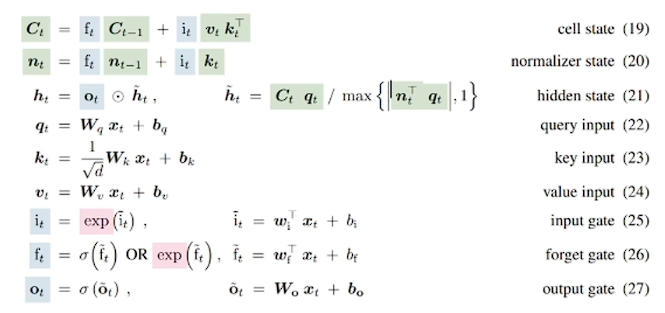 C_t = f_t C_{t−1} + i_t v_t k_t^⊤ cell state (19)
n_t = f_t n_{t−1} + i_t k_t normalizer state (20)
h_t = o_t ⊙ h̃_t , h̃_t = C_t q_t / max{|n_t^⊤ q_t|, 1} hidden state (21)
q_t = W_q x_t + b_q query input (22)
k_t = 1/√d W_k x_t + b_k key input (23)
v_t = W_v x_t + b_v value input (24)
i_t = exp(ĩ_t) , ĩ_t = w_i^⊤ x_t + b_i input gate (25)
f_t = σ(f̃_t) OR exp(f̃_t) , f̃_t = w_f^⊤ x_t + b_f forget gate (26)
o_t = σ(õ_t) , õ_t = W_o x_t + b_o output gate (27)